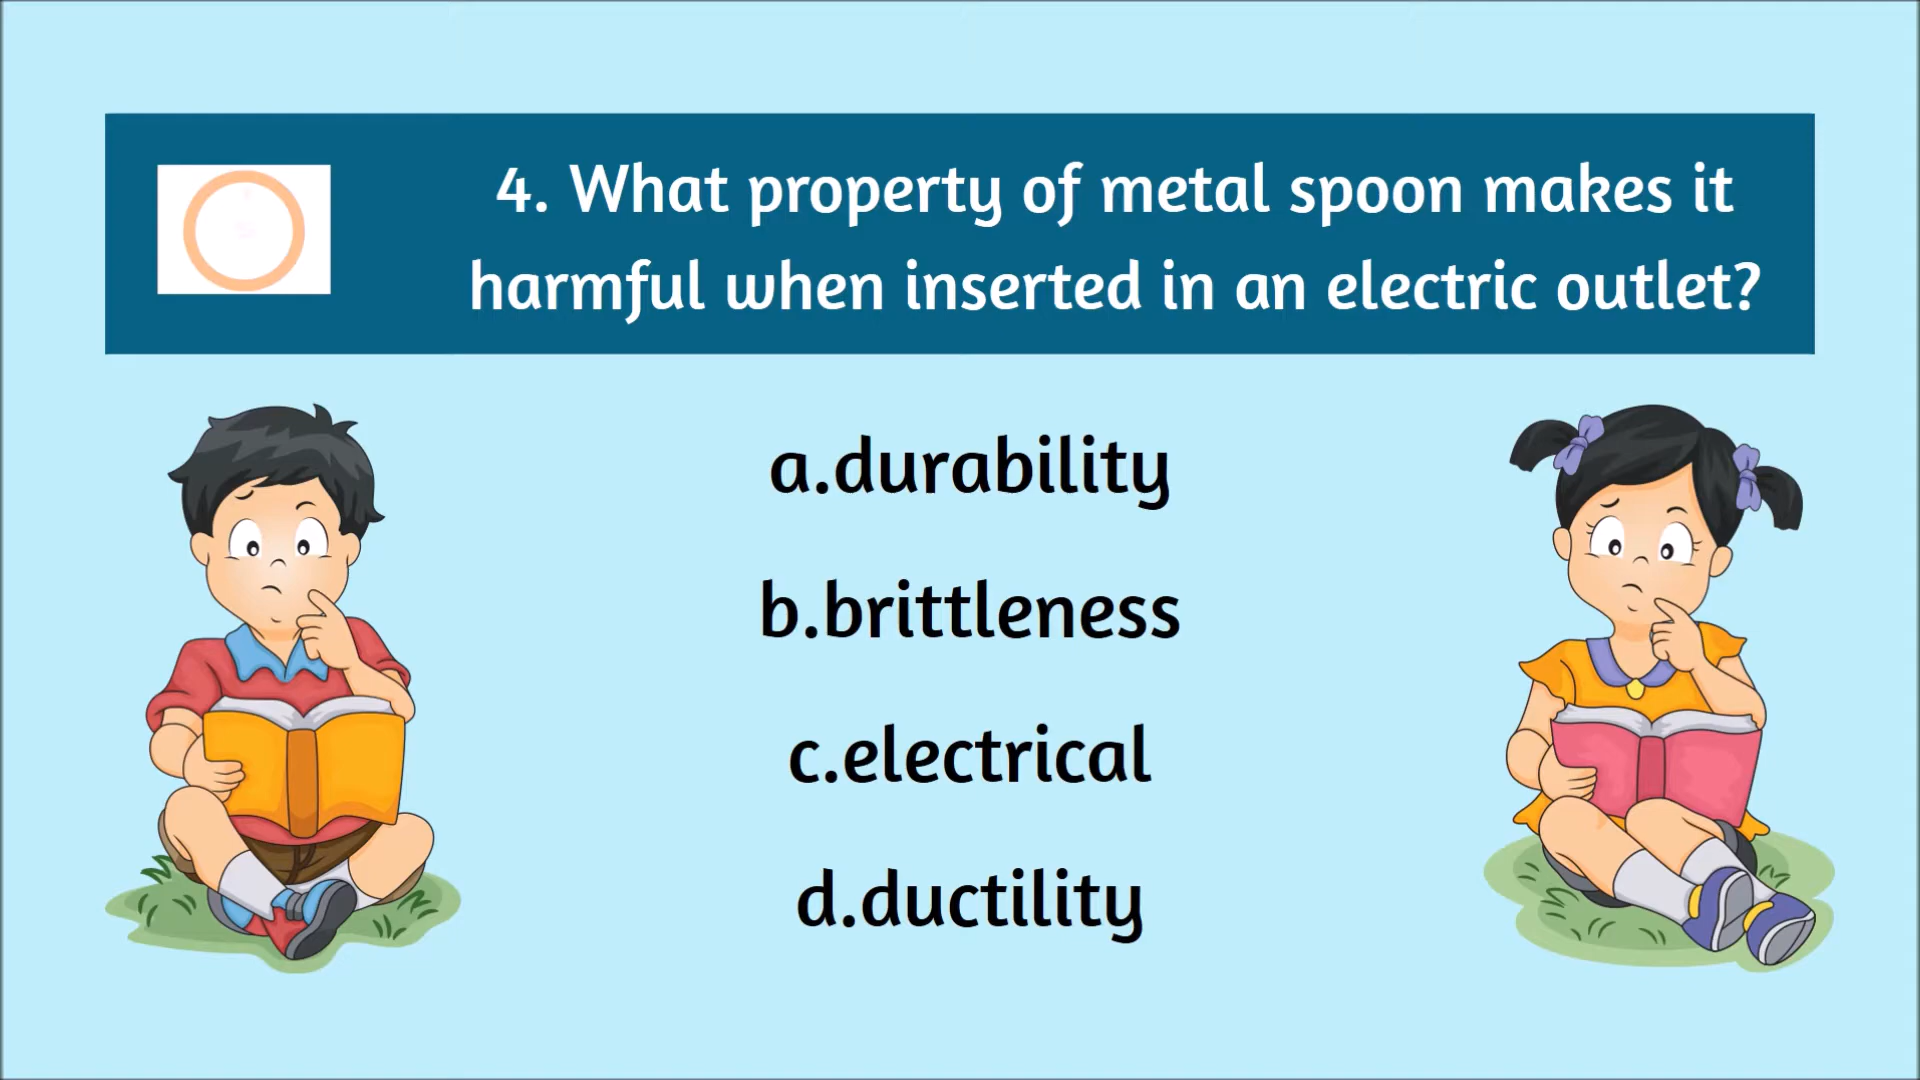 4. What property of metal spoon makes it
harmful when inserted in an electric outlet?
a.durability
b.brittleness
c.electrical
d.ductility